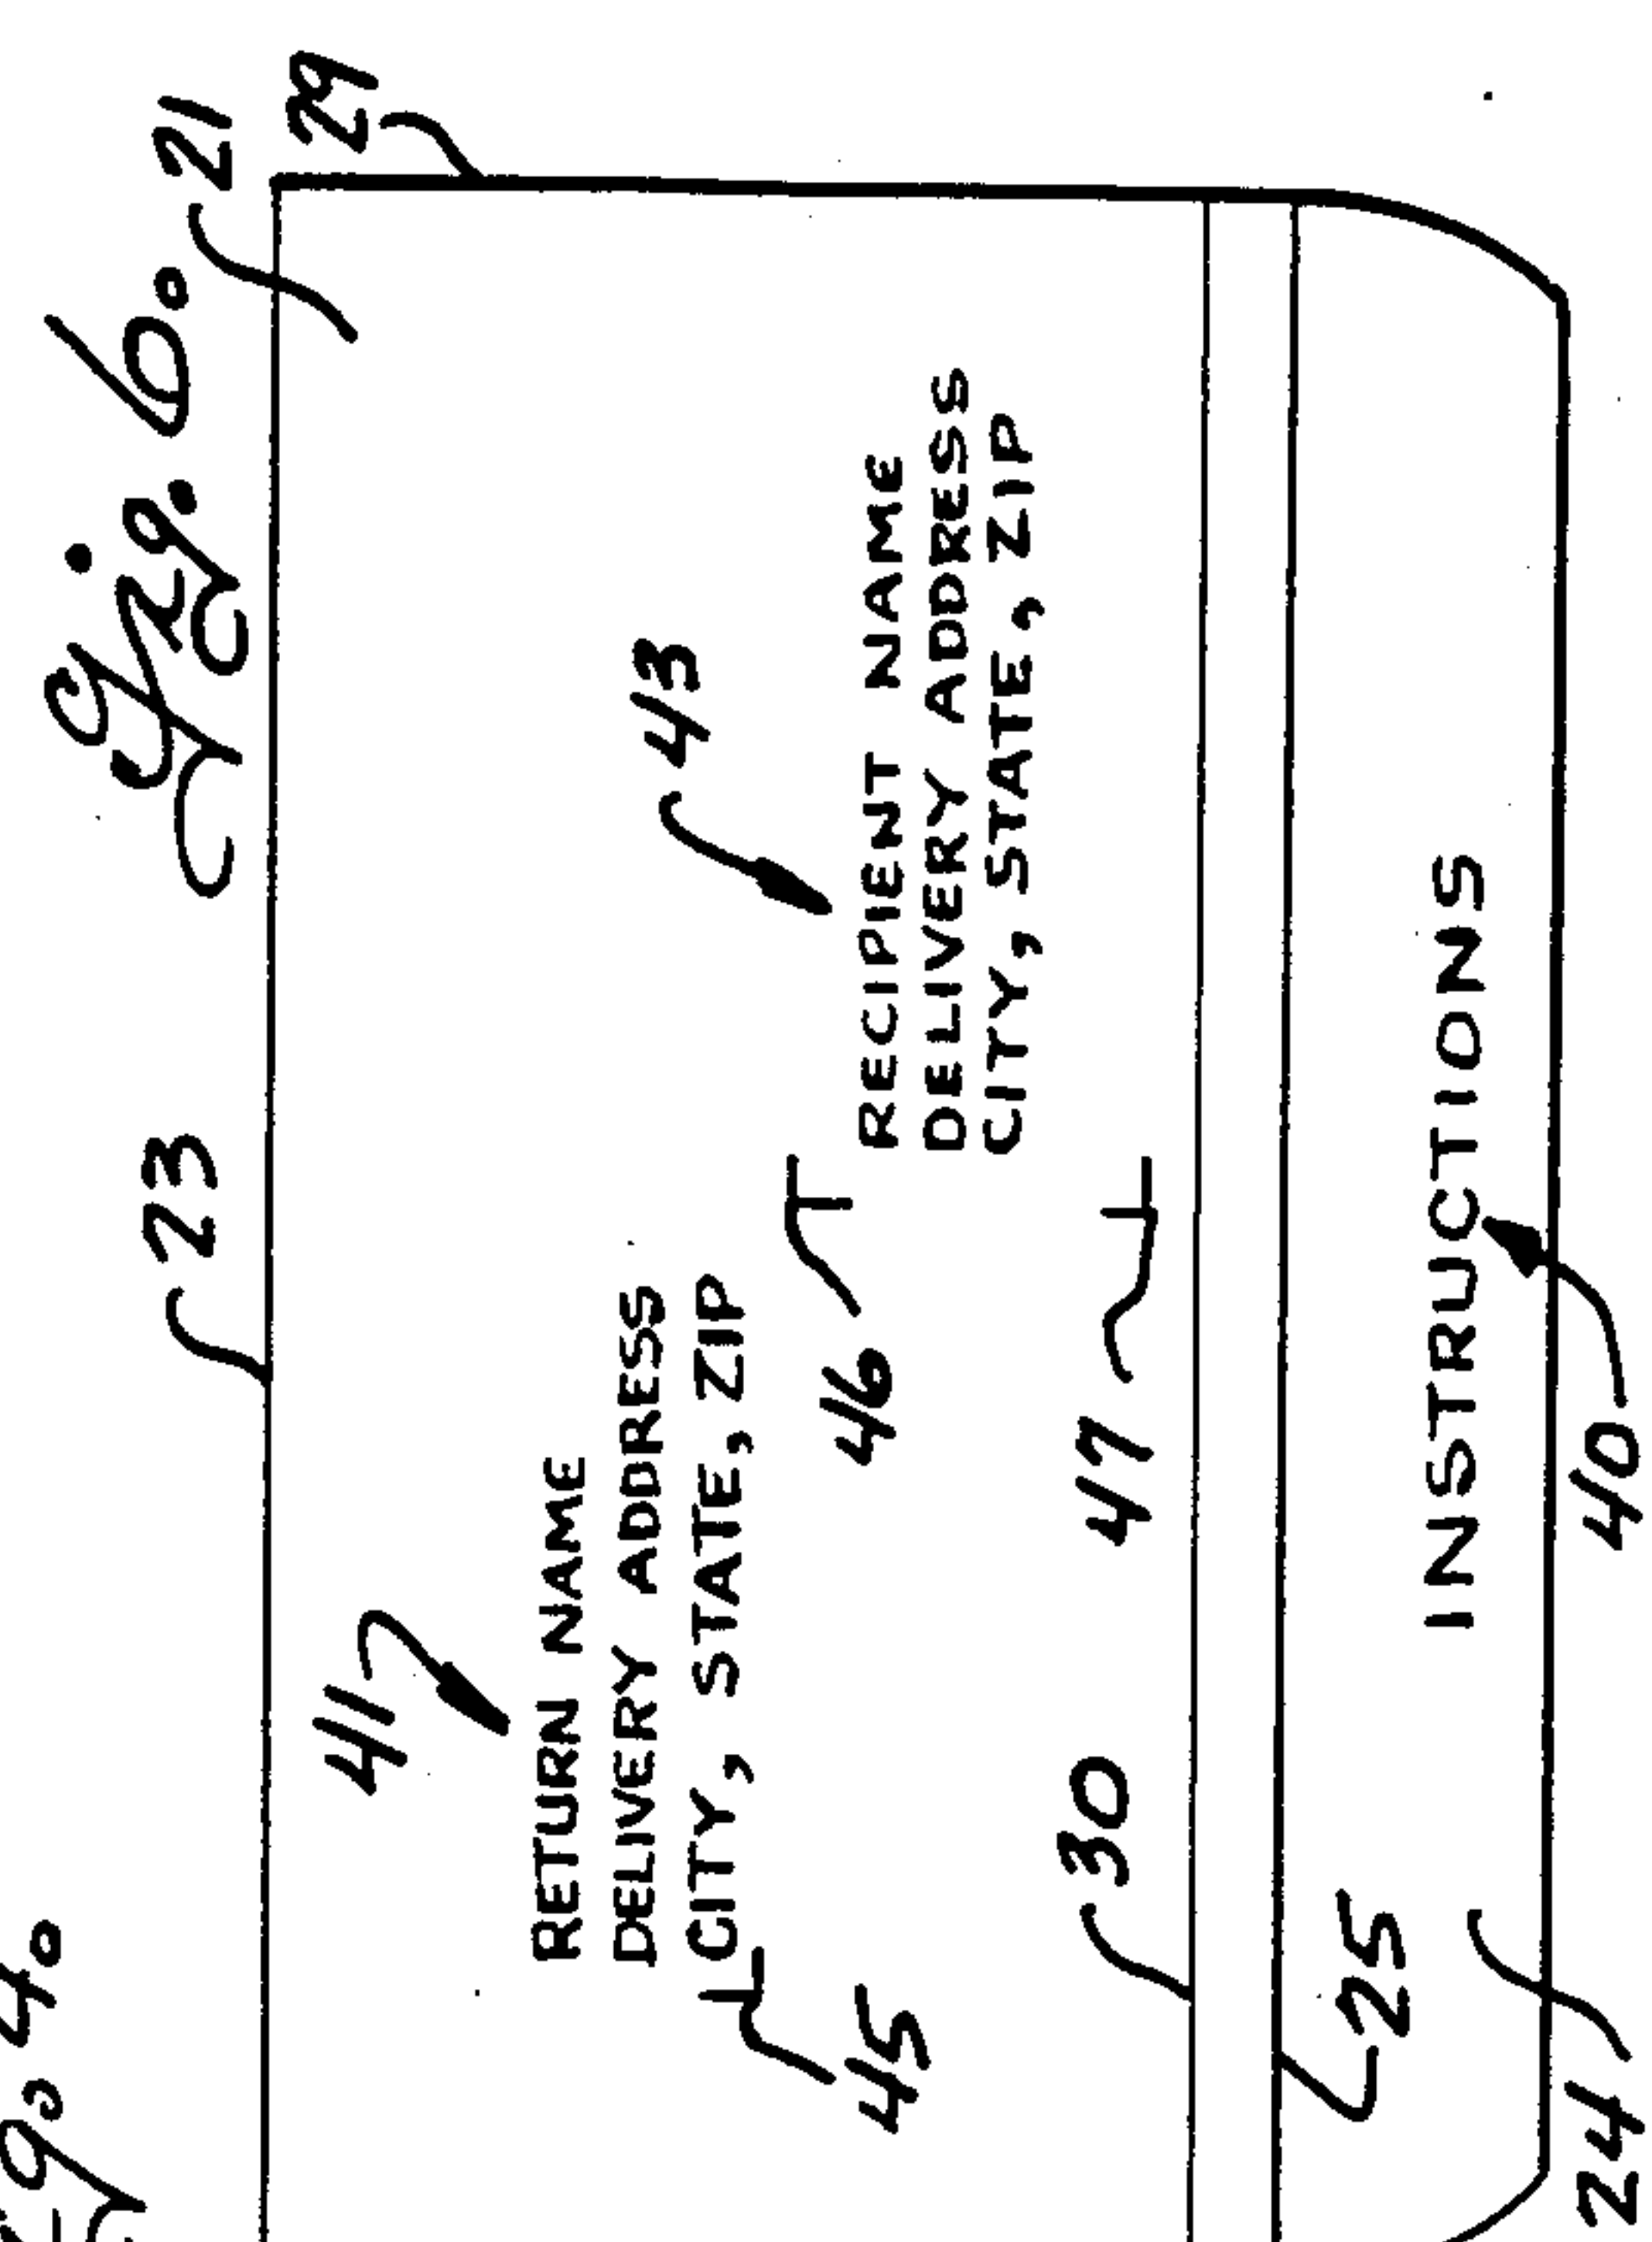 Fig. 6.
23
21
29
41
RETURN NAME
DELIVERY ADDRESS
CITY, STATE, ZIP
43
45
46
RECIPIENT NAME
DELIVERY ADDRESS
CITY, STATE, ZIP
30
47
25
INSTRUCTIONS
24
40